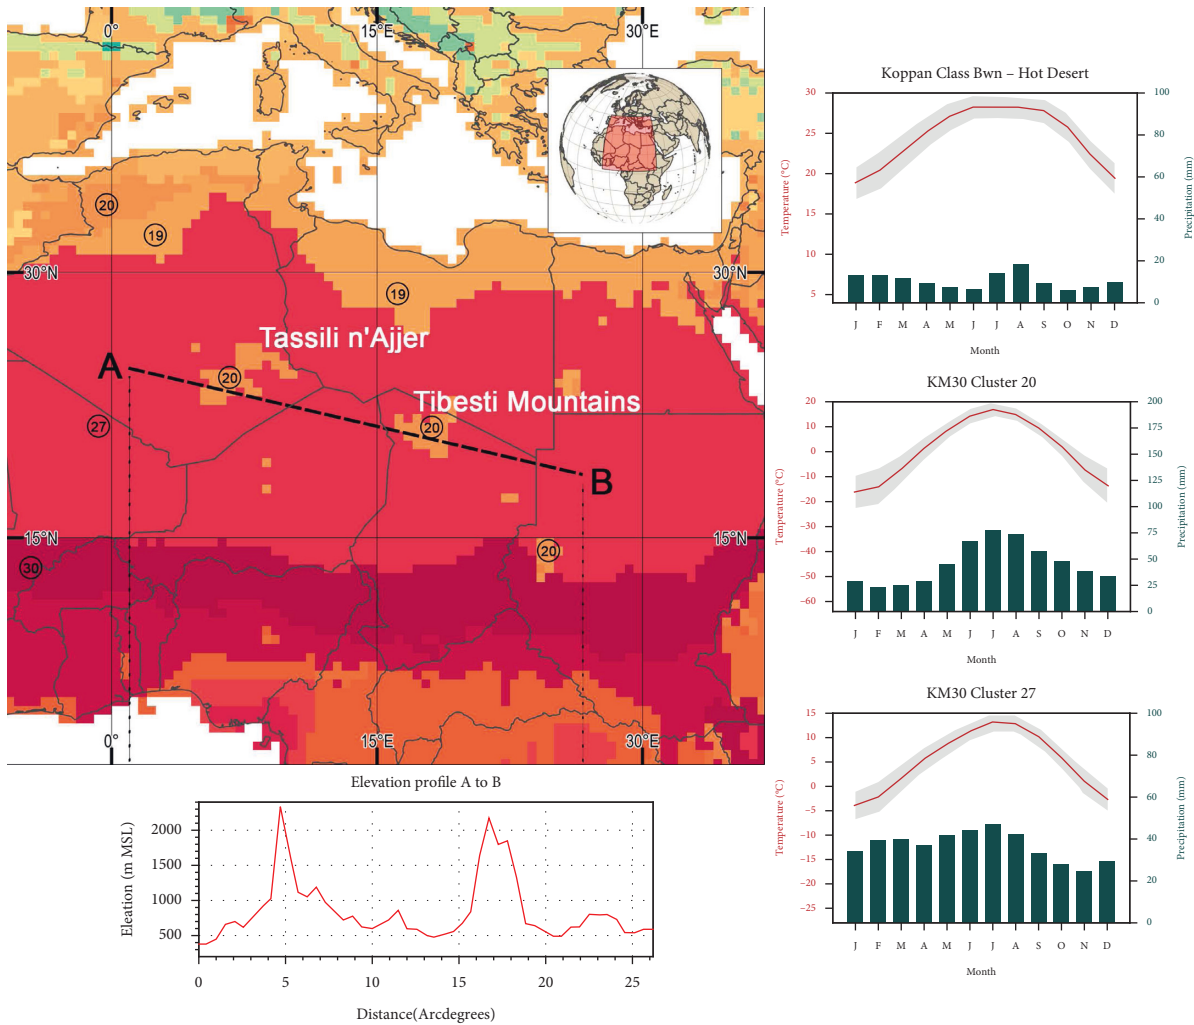 0°
15°E
30°E
20
19
30°N
30°N
19
Tassili n'Ajjer
A
20
Tibesti Mountains
27
20
B
15°N
15°N
20
30
0°
15°E
30°E
Elevation profile A to B
Eleation (m MSL)
2000
1500
1000
500
0 5 10 15 20 25
Distance(Arcdegrees)
Koppan Class Bwn – Hot Desert
Temperature (°C)
30
25
20
15
10
5
100
80
60
40
20
0
Precipitation (mm)
J F M A M J J A S O N D
Month
KM30 Cluster 20
Temperature (°C)
20
10
0
–10
–20
–30
–40
–50
–60
200
175
150
125
100
75
50
25
0
Precipitation (mm)
J F M A M J J A S O N D
Month
KM30 Cluster 27
Temperature (°C)
15
10
5
0
–5
–10
–15
–20
–25
100
80
60
40
20
0
Precipitation (mm)
J F M A M J J A S O N D
Month